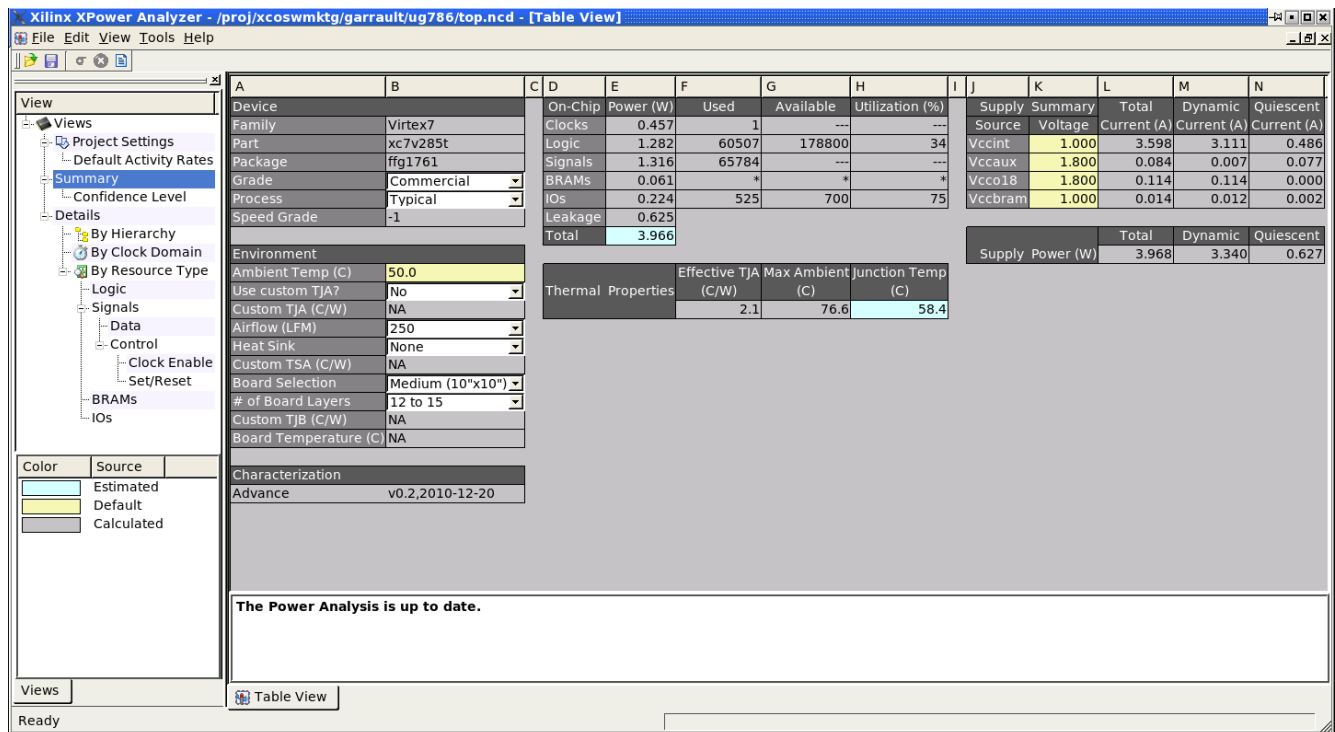 Xilinx XPower Analyzer - /proj/xcoswmktg/garrault/ug786/top.ncd - [Table View]
File Edit View Tools Help
View
Views
Project Settings
Default Activity Rates
Summary
Confidence Level
Details
By Hierarchy
By Clock Domain
By Resource Type
Logic
Signals
Data
Control
Clock Enable
Set/Reset
BRAMs
IOs
Color Source
Estimated
Default
Calculated
Views
A B C D E F G H I J K L M N
Device
Family Virtex7
Part xc7v285t
Package ffg1761
Grade Commercial
Process Typical
Speed Grade -1
Environment
Ambient Temp (C) 50.0
Use custom TJA? No
Custom TJA (C/W) NA
Airflow (LFM) 250
Heat Sink None
Custom TSA (C/W) NA
Board Selection Medium (10"x10")
# of Board Layers 12 to 15
Custom TJB (C/W) NA
Board Temperature (C) NA
Characterization
Advance v0.2,2010-12-20
On-Chip Power (W) Used Available Utilization (%)
Clocks 0.457 1 --- ---
Logic 1.282 60507 178800 34
Signals 1.316 65784 --- ---
BRAMs 0.061 * * *
IOs 0.224 525 700 75
Leakage 0.625
Total 3.966
Effective TJA Max Ambient Junction Temp
Thermal Properties (C/W) (C) (C)
2.1 76.6 58.4
Supply Summary Total Dynamic Quiescent
Source Voltage Current (A) Current (A) Current (A)
Vccint 1.000 3.598 3.111 0.486
Vccaux 1.800 0.084 0.007 0.077
Vcco18 1.800 0.114 0.114 0.000
Vccbram 1.000 0.014 0.012 0.002
Total Dynamic Quiescent
Supply Power (W) 3.968 3.340 0.627
The Power Analysis is up to date.
Table View
Ready